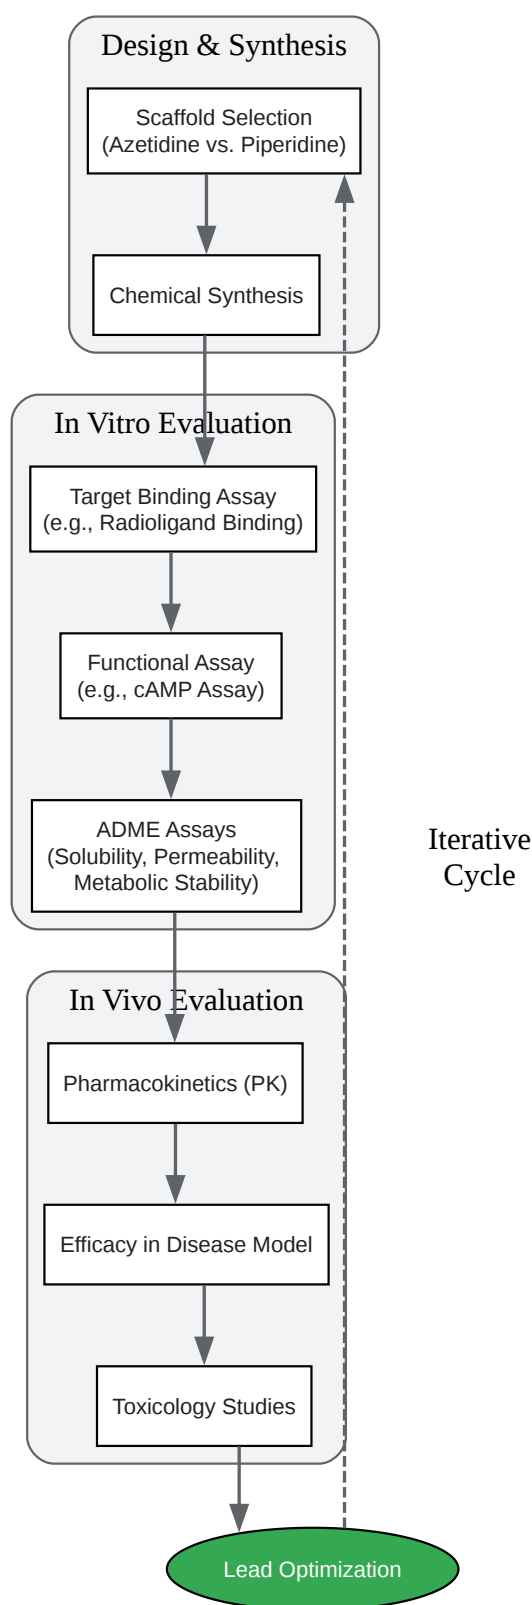 Design & Synthesis
Scaffold Selection
(Azetidine vs. Piperidine)
Chemical Synthesis
In Vitro Evaluation
Target Binding Assay
(e.g., Radioligand Binding)
Functional Assay
(e.g., cAMP Assay)
ADME Assays
(Solubility, Permeability,
Metabolic Stability)
Iterative
Cycle
In Vivo Evaluation
Pharmacokinetics (PK)
Efficacy in Disease Model
Toxicology Studies
Lead Optimization